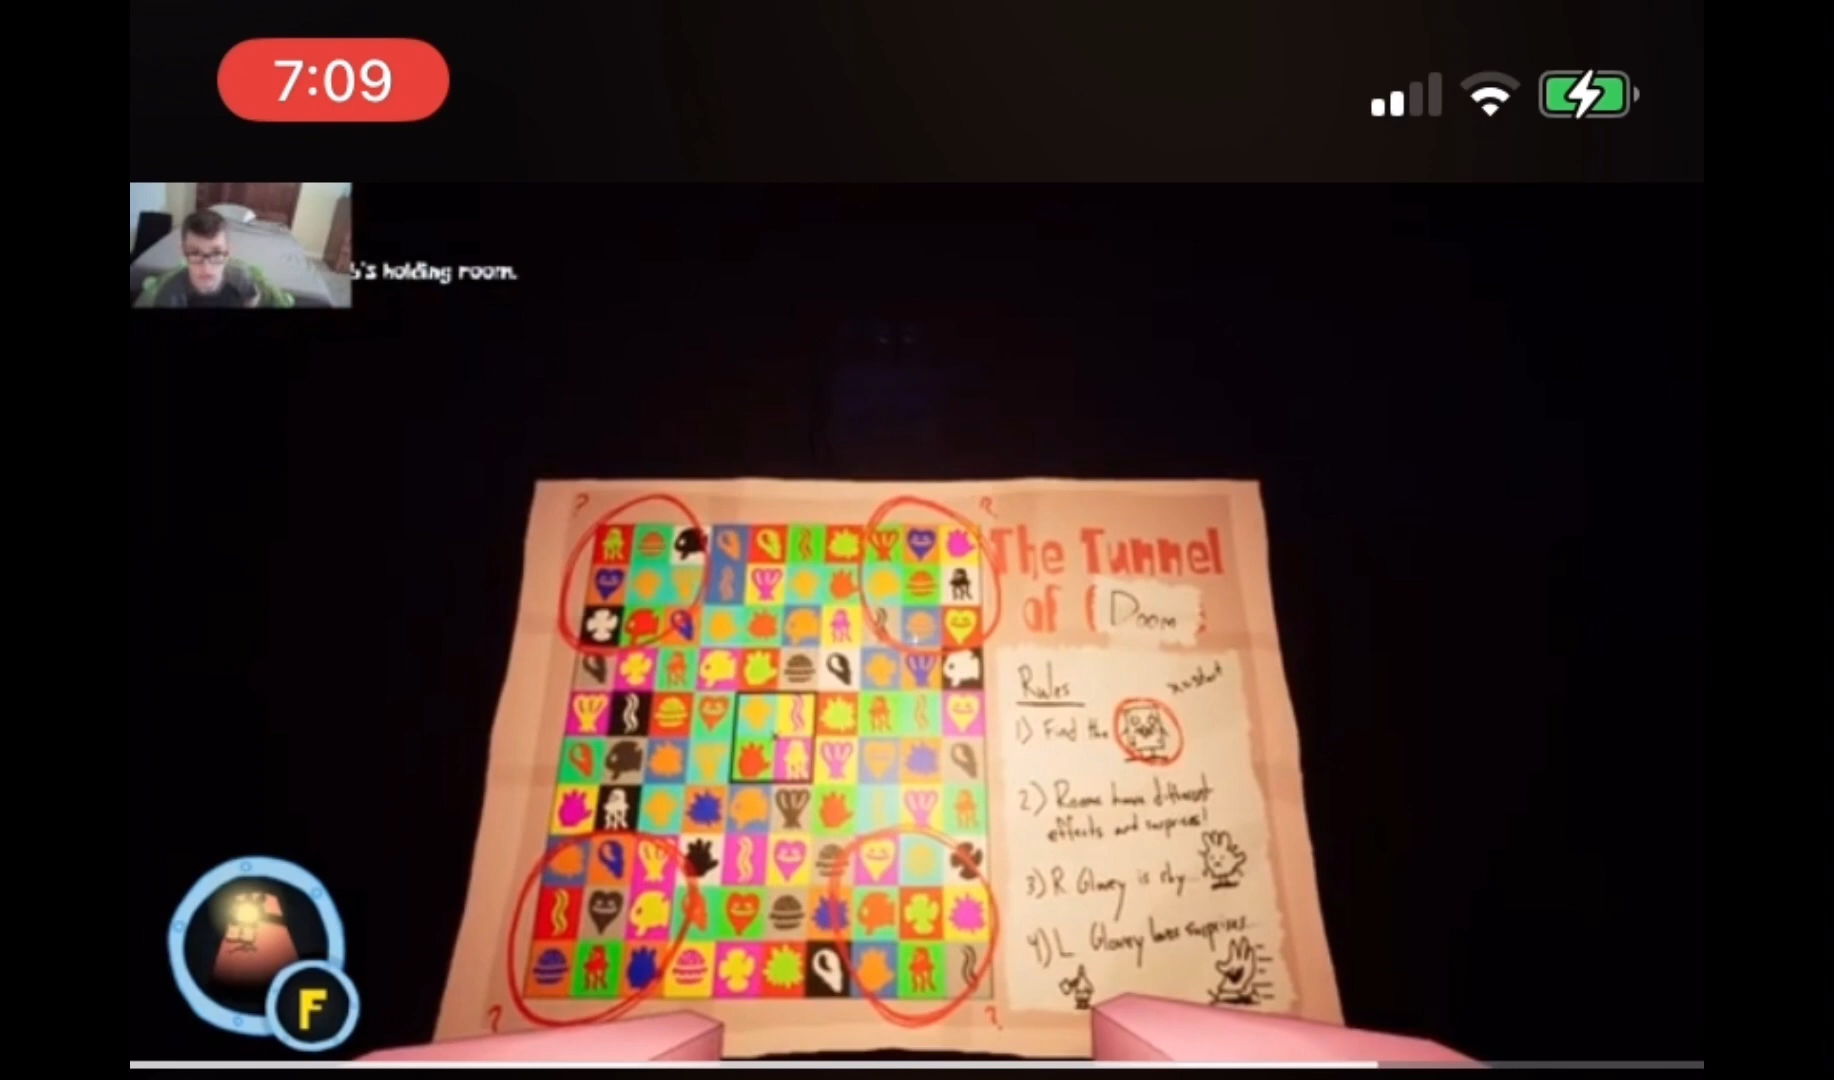 7:09
's holding room.
?
?
The Tunnel
of (Doom)
Rules
x=start
1) Find the
2) Rooms have different
effects and surprises!
3) R Glovey is shy
4) L Glovey loves surprises
F
?
?